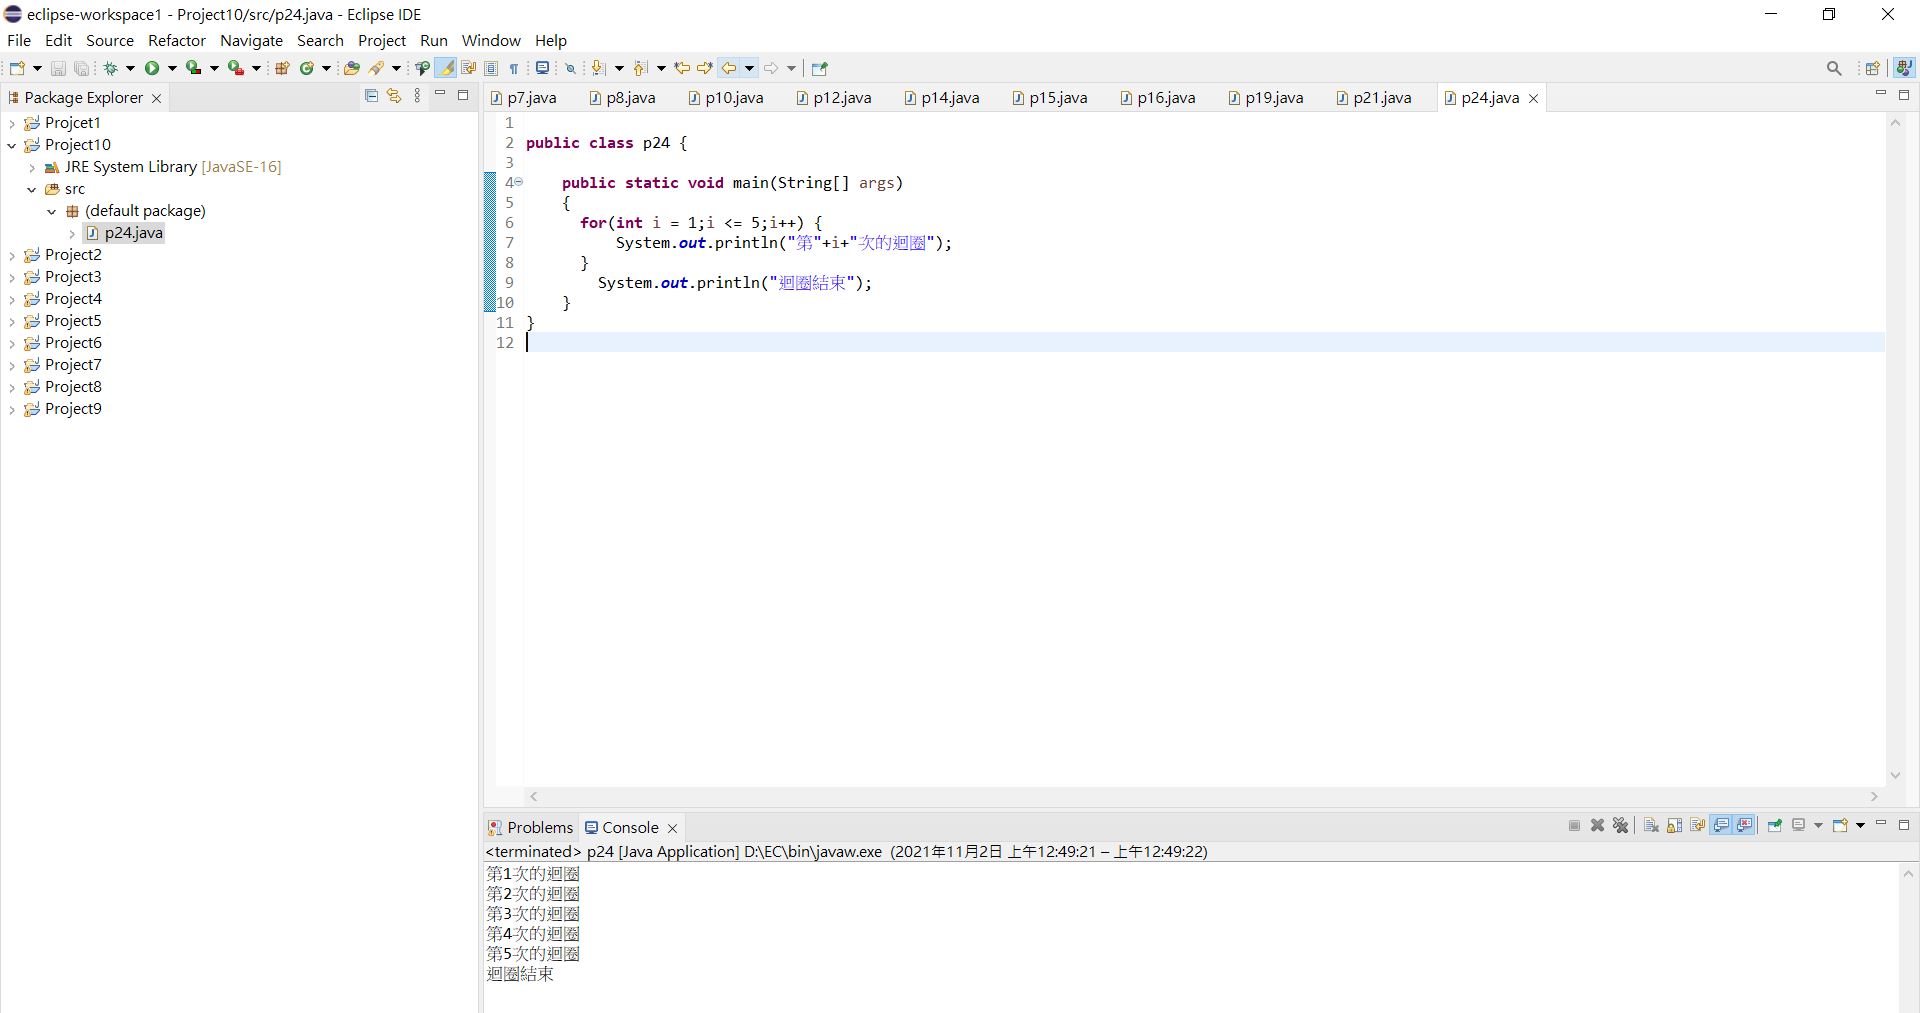 eclipse-workspace1 - Project10/src/p24.java - Eclipse IDE
File Edit Source Refactor Navigate Search Project Run Window Help
Package Explorer
Projcet1
Project10
JRE System Library [JavaSE-16]
src
(default package)
p24.java
Project2
Project3
Project4
Project5
Project6
Project7
Project8
Project9
p7.java p8.java p10.java p12.java p14.java p15.java p16.java p19.java p21.java p24.java
1
2 public class p24 {
3
4 public static void main(String[] args)
5 {
6 for(int i = 1;i <= 5;i++) {
7 System.out.println("第"+i+"次的迴圈");
8 }
9 System.out.println("迴圈結束");
10 }
11 }
12
Problems Console
<terminated> p24 [Java Application] D:\EC\bin\javaw.exe (2021年11月2日 上午12:49:21 – 上午12:49:22)
第1次的迴圈
第2次的迴圈
第3次的迴圈
第4次的迴圈
第5次的迴圈
迴圈結束